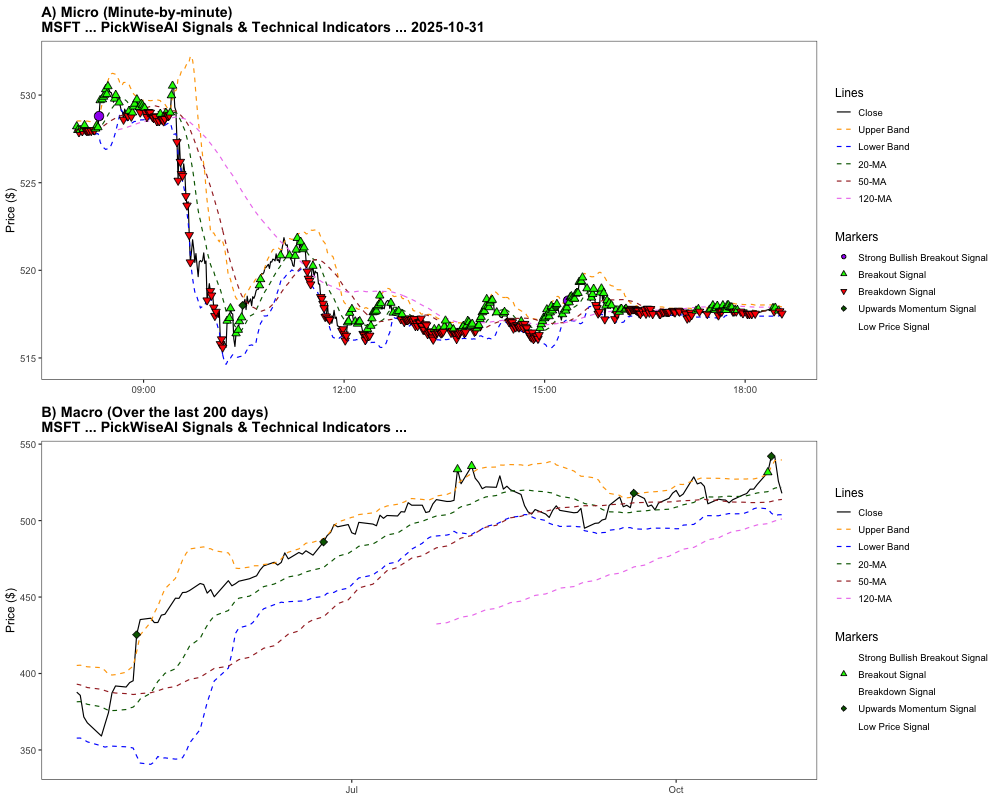 A) Micro (Minute-by-minute)
MSFT ... PickWiseAI Signals & Technical Indicators ... 2025-10-31
Price ($)
530
525
520
515
09:00
12:00
15:00
18:00
Lines
Close
Upper Band
Lower Band
20-MA
50-MA
120-MA
Markers
Strong Bullish Breakout Signal
Breakout Signal
Breakdown Signal
Upwards Momentum Signal
Low Price Signal
B) Macro (Over the last 200 days)
MSFT ... PickWiseAI Signals & Technical Indicators ...
Price ($)
550
500
450
400
350
Jul
Oct
Lines
Close
Upper Band
Lower Band
20-MA
50-MA
120-MA
Markers
Strong Bullish Breakout Signal
Breakout Signal
Breakdown Signal
Upwards Momentum Signal
Low Price Signal